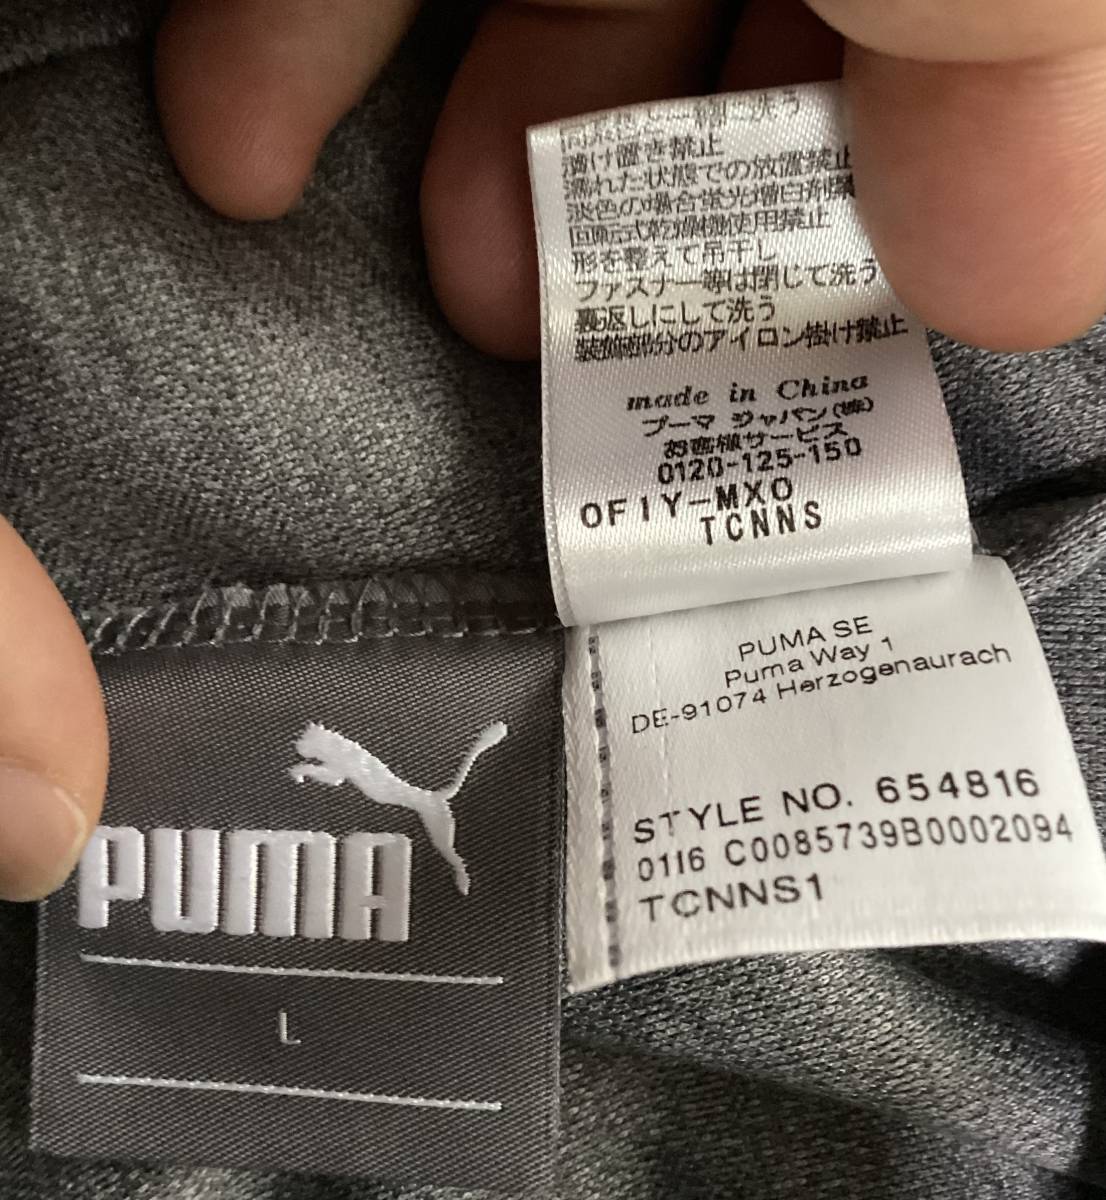 同系色と一緒に洗う
漬け置き禁止
濡れた状態での放置禁止
淡色の場合蛍光増白剤禁
回転式乾燥機使用禁止
形を整えて吊干し
ファスナー等は閉じて洗う
裏返しにして洗う
装飾部分のアイロン掛け禁止
made in China
プーマ ジャパン(株)
お客様サービス
0120-125-150
OF1Y-MXO
TCNNS
PUMA SE
Puma Way 1
DE-91074 Herzogenaurach
STYLE NO. 654816
0116 C0085739B0002094
TCNNS1
PUMA
L